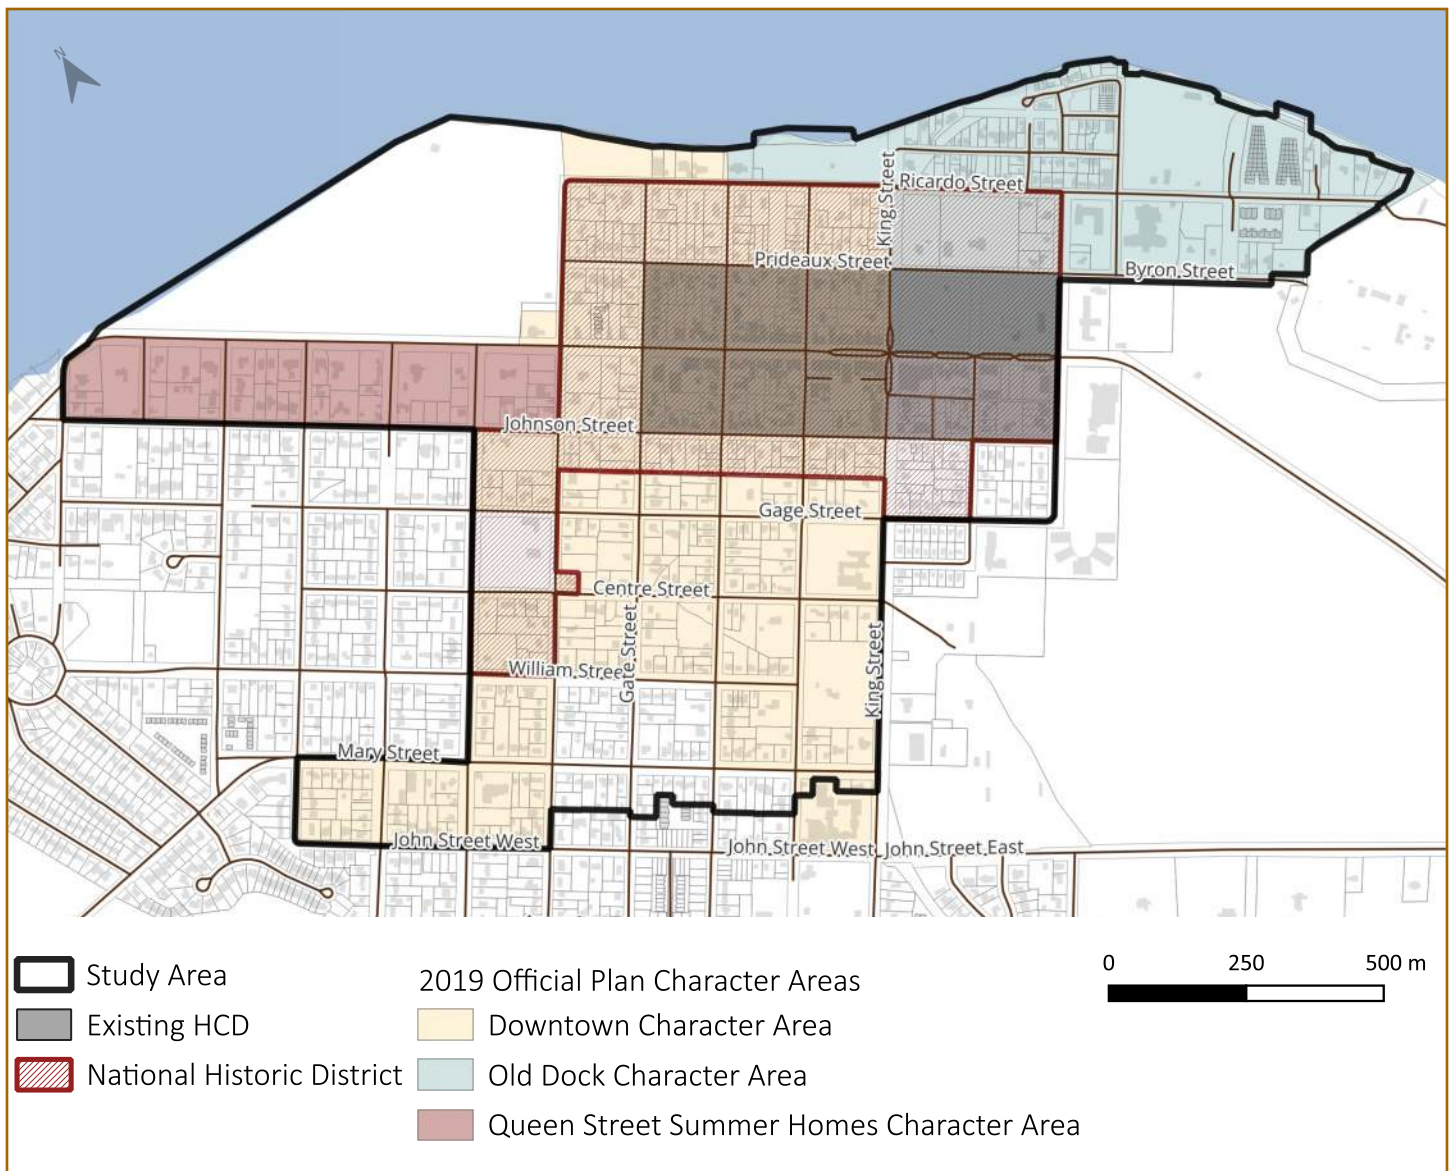 N
King Street
Ricardo Street
Prideaux Street
Byron Street
Johnson Street
Gage Street
Centre Street
Gate Street
William Stree
King Street
Mary Street
John Street West
John Street West
John Street East
Study Area
Existing HCD
National Historic District
2019 Official Plan Character Areas
Downtown Character Area
Old Dock Character Area
Queen Street Summer Homes Character Area
0 250 500 m